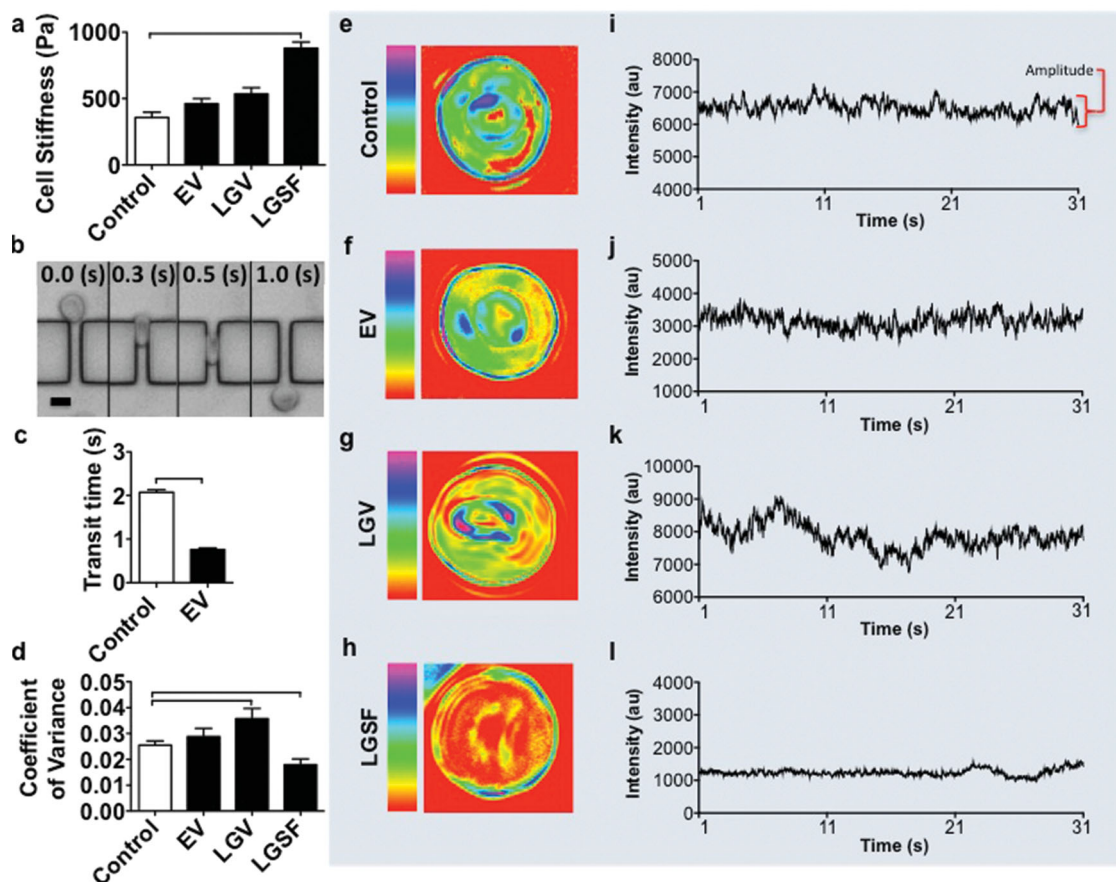 a
Cell Stiffness (Pa)
1000
500
0
Control
EV
LGV
LGSF
b
0.0 (s)
0.3 (s)
0.5 (s)
1.0 (s)
c
Transit time (s)
3
2
1
0
Control
EV
d
Coefficient
of Variance
0.05
0.04
0.03
0.02
0.01
0.00
Control
EV
LGV
LGSF
e
Control
f
EV
g
LGV
h
LGSF
i
Intensity (au)
8000
7000
6000
5000
4000
Amplitude
1
11
21
31
Time (s)
j
Intensity (au)
5000
4000
3000
2000
1000
1
11
21
31
Time (s)
k
Intensity (au)
10000
9000
8000
7000
6000
1
11
21
31
Time (s)
l
Intensity (au)
4000
3000
2000
1000
0
1
11
21
31
Time (s)